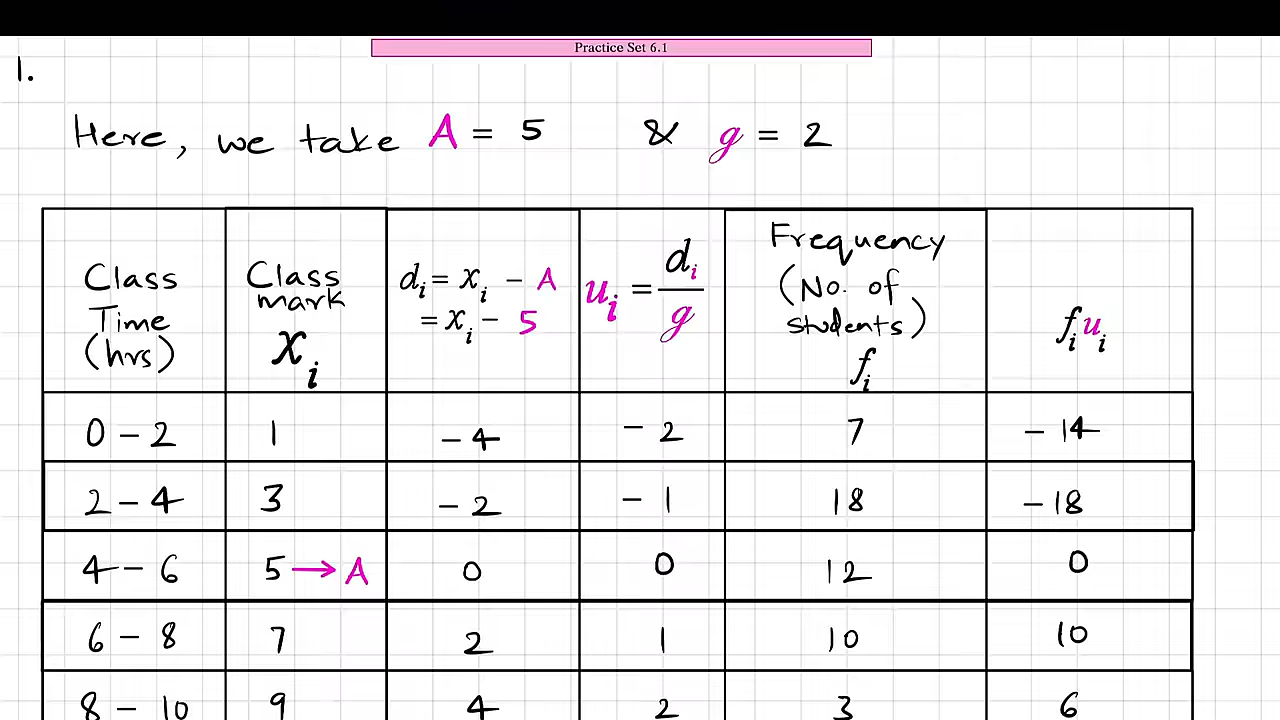 Practice Set 6.1
1.
Here, we take A = 5 & g = 2
Class Time (hrs) | Class mark xᵢ | dᵢ = xᵢ − A = xᵢ − 5 | uᵢ = dᵢ/g | Frequency (No. of students) fᵢ | fᵢuᵢ
0 − 2 | 1 | −4 | −2 | 7 | −14
2 − 4 | 3 | −2 | −1 | 18 | −18
4 − 6 | 5 → A | 0 | 0 | 12 | 0
6 − 8 | 7 | 2 | 1 | 10 | 10
8 − 10 | 9 | 4 | 2 | 3 | 6